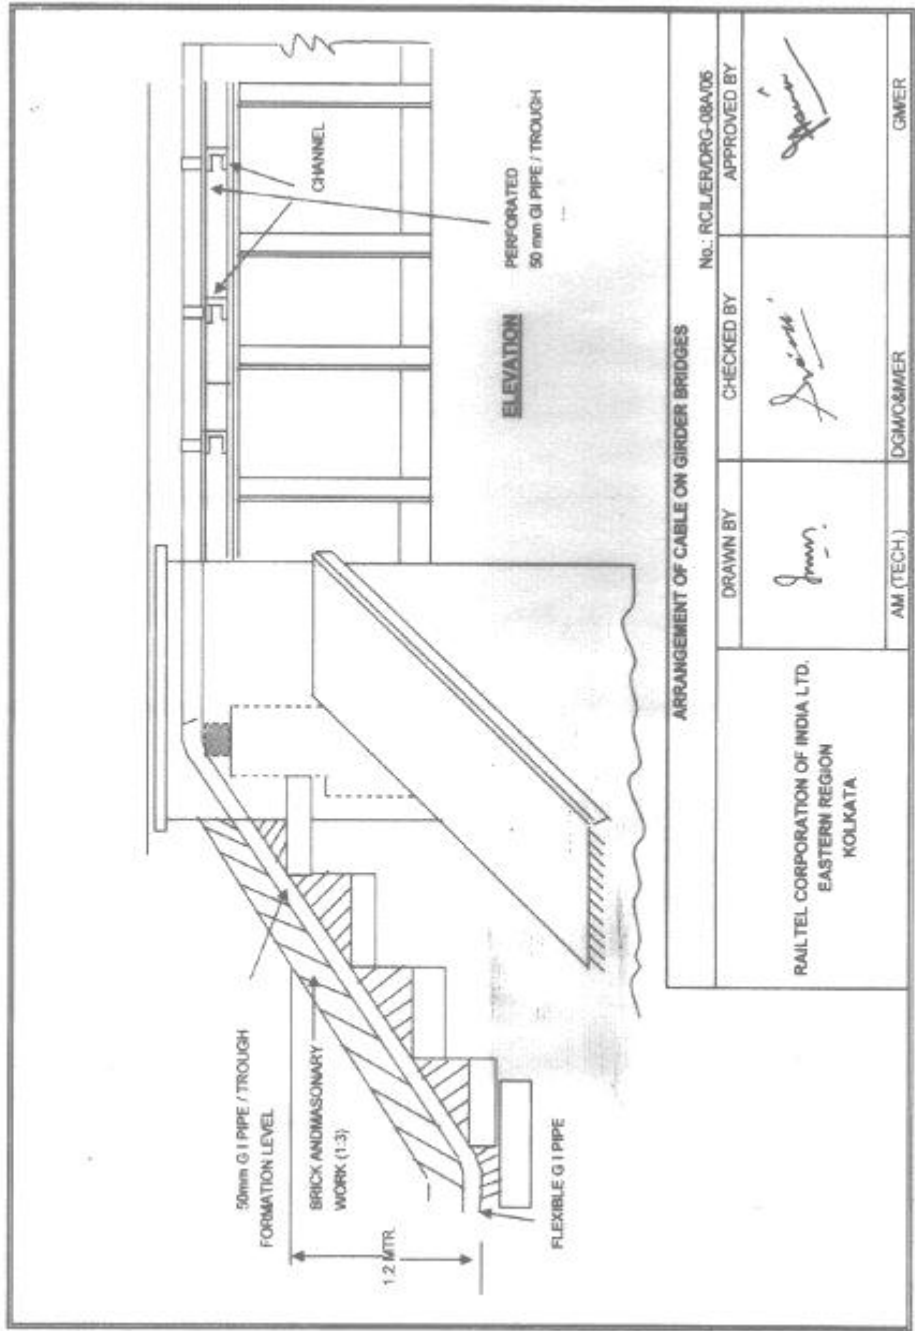 50mm G I PIPE / TROUGH
FORMATION LEVEL
BRICK ANDMASONARY
WORK (1:3)
1.2 MTR.
FLEXIBLE G I PIPE
CHANNEL
PERFORATED
50 mm GI PIPE / TROUGH
ELEVATION
ARRANGEMENT OF CABLE ON GIRDER BRIDGES
No.: RCIL/ER/DRG-08A/06
RAILTEL CORPORATION OF INDIA LTD.
EASTERN REGION
KOLKATA
DRAWN BY
CHECKED BY
APPROVED BY
AM (TECH.)
DGM/O&M/ER
GM/ER